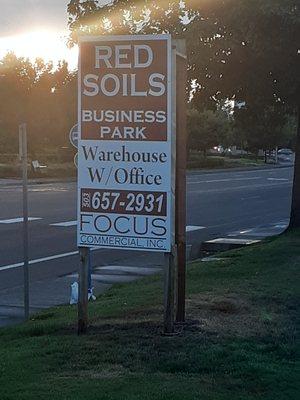 RED
SOILS
BUSINESS
PARK
Warehouse
W/Office
503 657-2931
FOCUS
COMMERCIAL, INC.